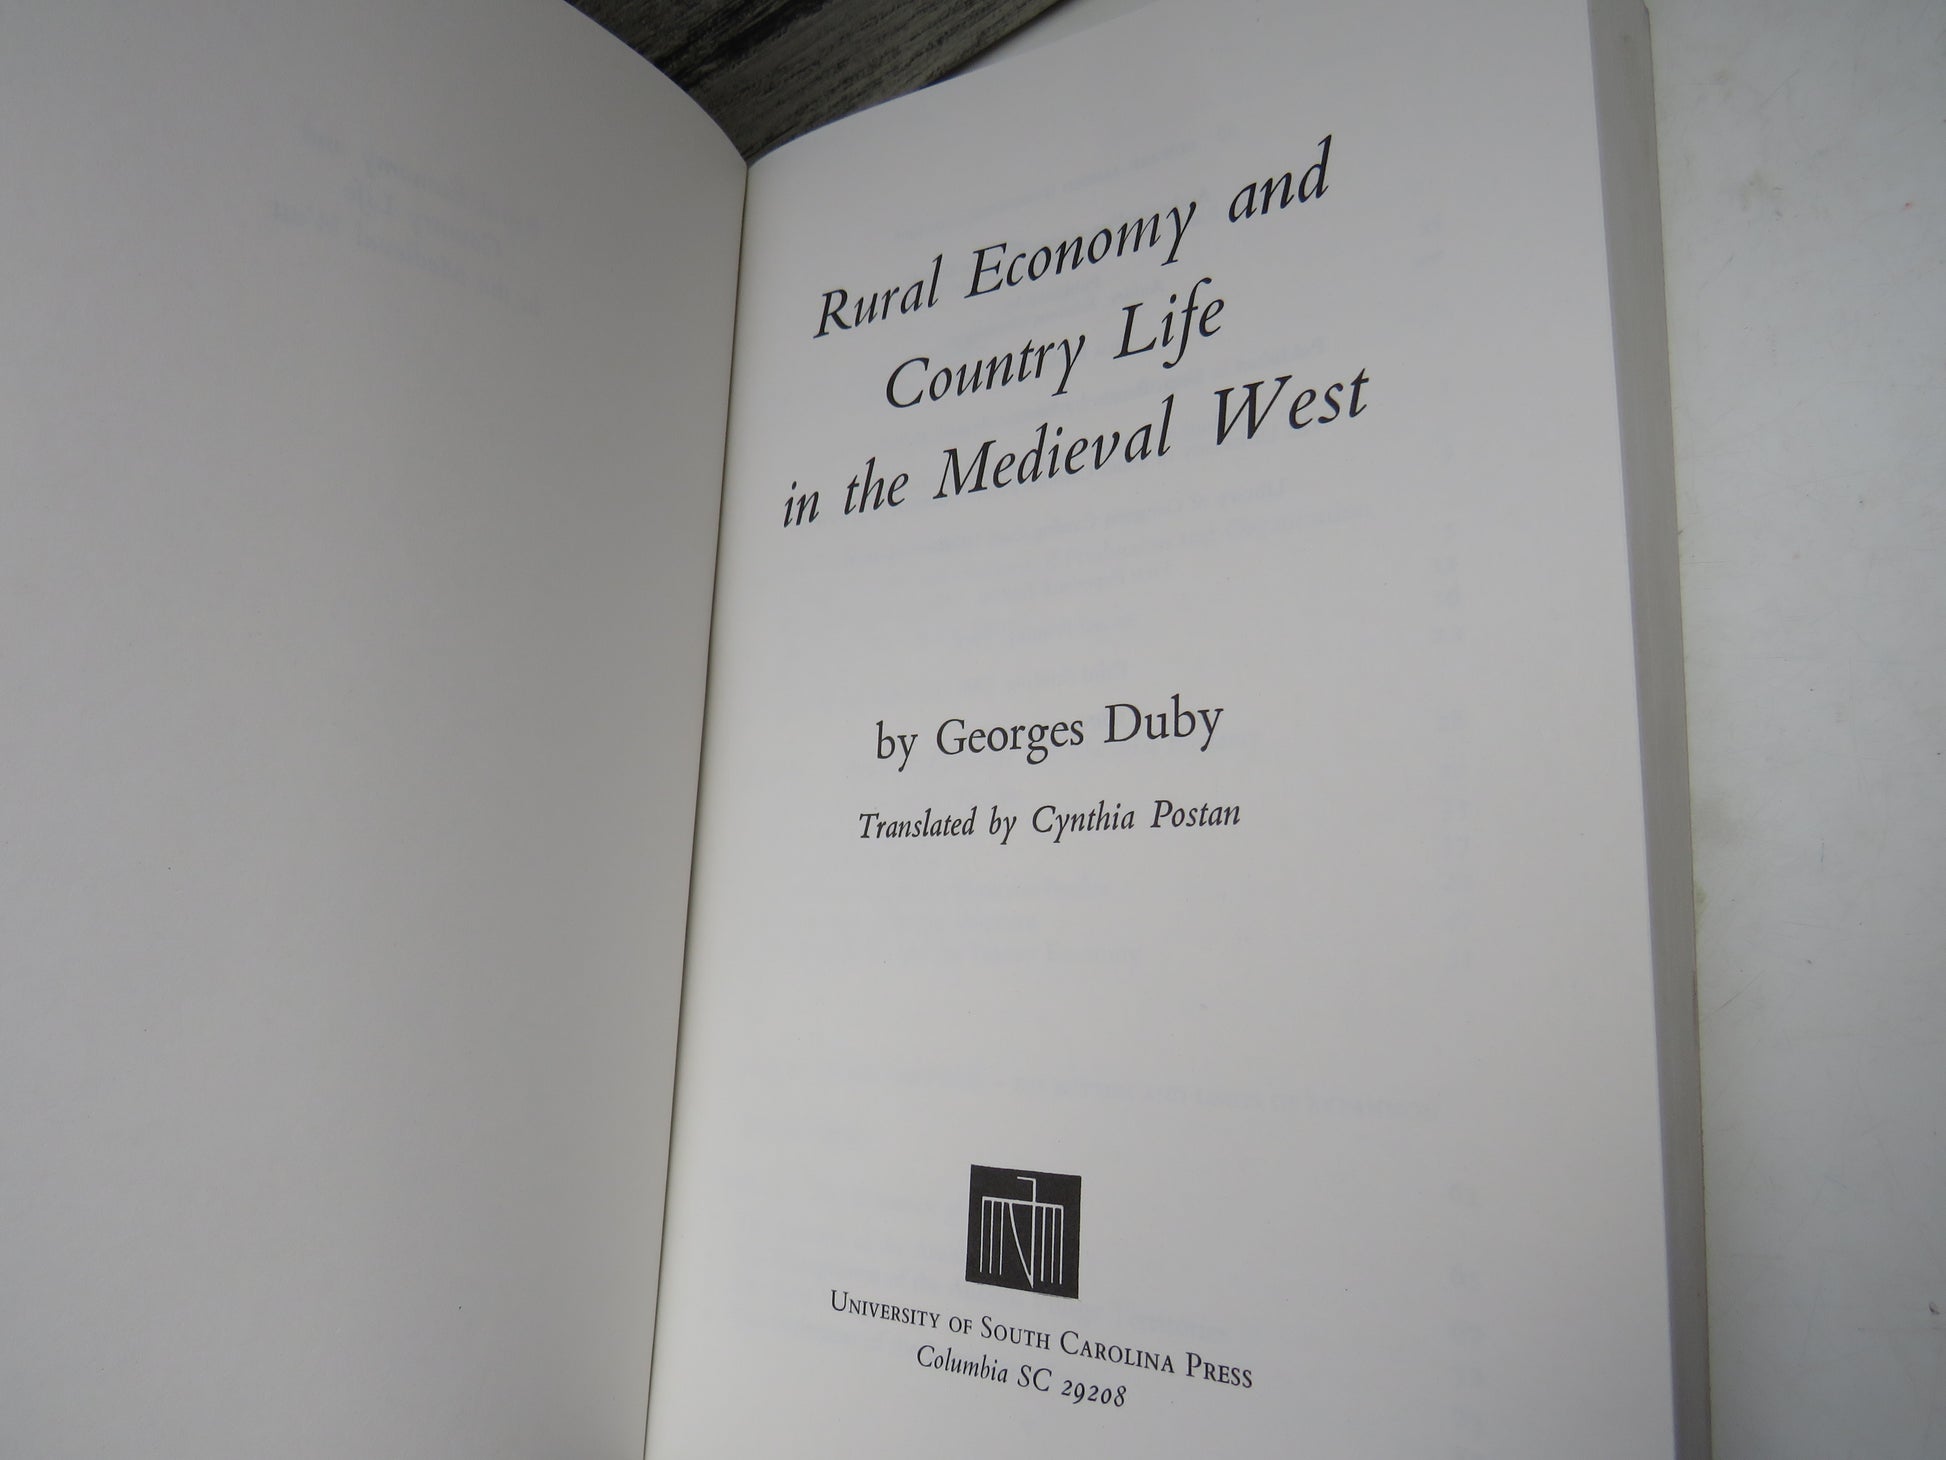 Rural Economy and
Country Life
in the Medieval West
by Georges Duby
Translated by Cynthia Postan
UNIVERSITY OF SOUTH CAROLINA PRESS
Columbia SC 29208